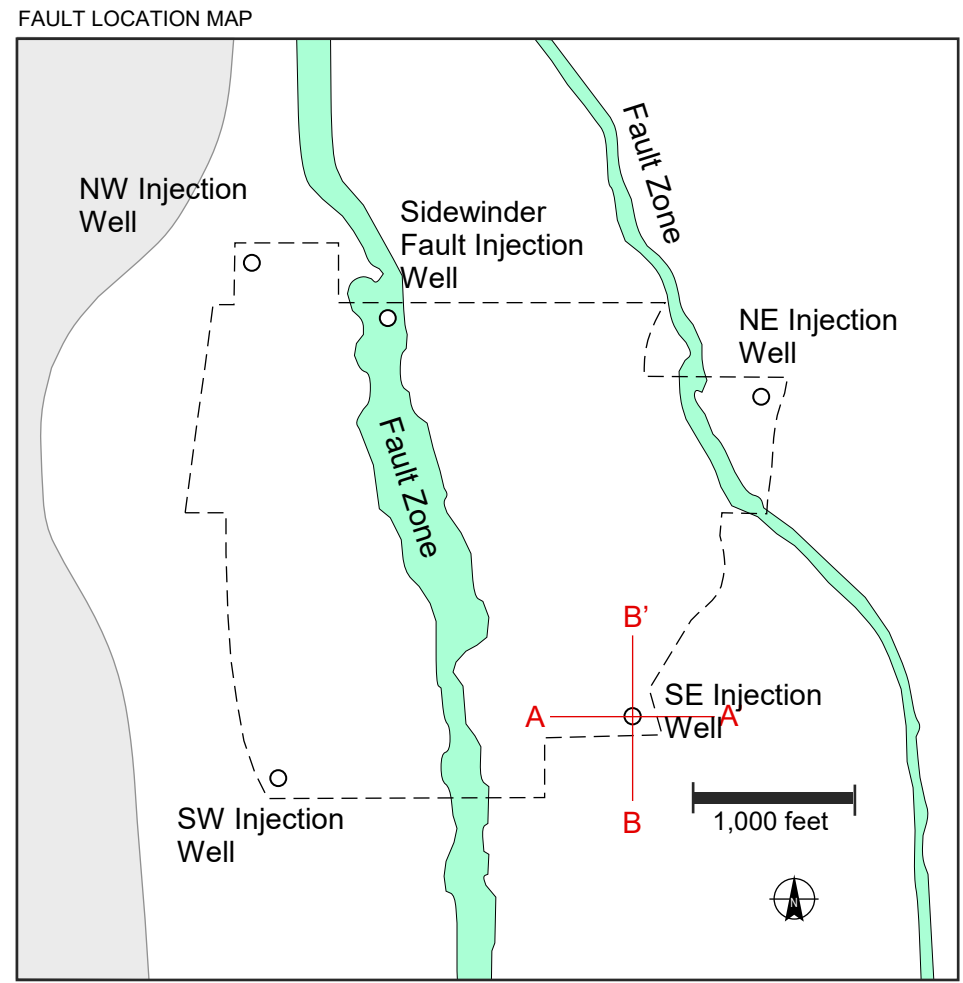 FAULT LOCATION MAP
Fault Zone
NW Injection
Well
Sidewinder
Fault Injection
Well
NE Injection
Well
Fault Zone
B’
SE Injection
Well
A
A
1,000 feet
SW Injection
Well
B
N